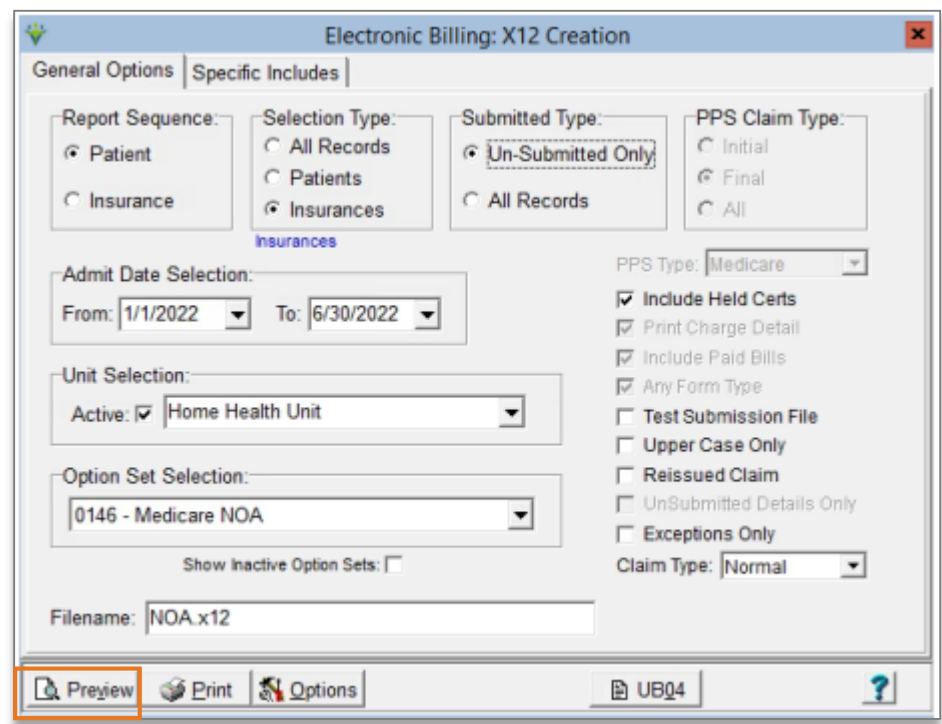 Electronic Billing: X12 Creation
General Options
Specific Includes
Report Sequence:
Patient
Insurance
Selection Type:
All Records
Patients
Insurances
Insurances
Submitted Type:
Un-Submitted Only
All Records
PPS Claim Type:
Initial
Final
All
Admit Date Selection:
From: 1/1/2022 To: 6/30/2022
Unit Selection:
Active: Home Health Unit
Option Set Selection:
0146 - Medicare NOA
Show Inactive Option Sets:
Filename: NOA.x12
PPS Type: Medicare
Include Held Certs
Print Charge Detail
Include Paid Bills
Any Form Type
Test Submission File
Upper Case Only
Reissued Claim
UnSubmitted Details Only
Exceptions Only
Claim Type: Normal
Preview Print Options UB04 ?